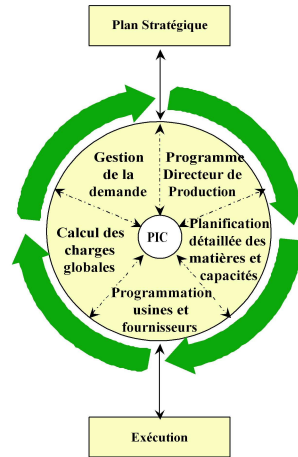 Plan Stratégique
Gestion
de la
demande
Programme
Directeur de
Production
Calcul des
charges
globales
PIC
Planification
détaillée des
matières et
capacités
Programmation
usines et
fournisseurs
Exécution